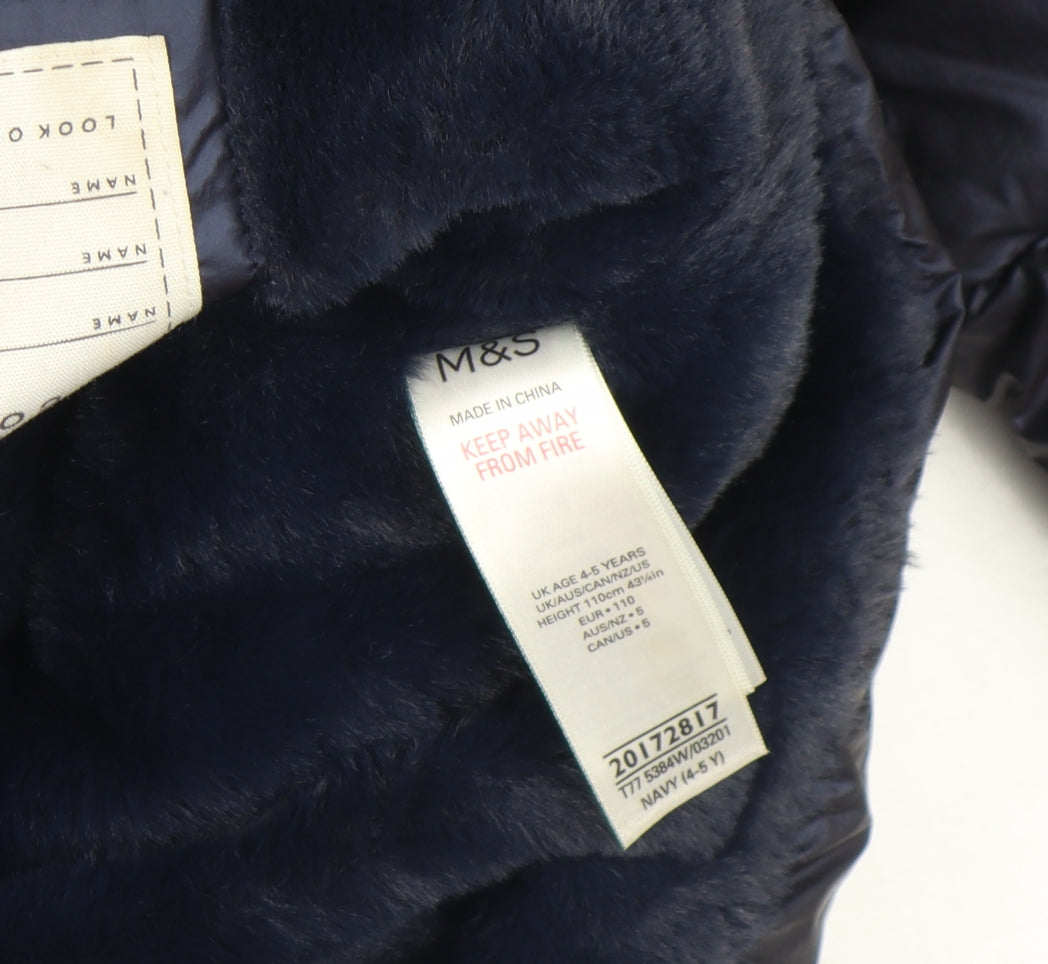 LOOK O
NAME
NAME
NAME
M&S
MADE IN CHINA
KEEP AWAY
FROM FIRE
UK AGE 4-5 YEARS
UK/AUS/CAN/NZ/US
HEIGHT 110cm 43¼in
EUR • 110
AUS/NZ • 5
CAN/US • 5
20172817
T77 5384W/03201
NAVY (4-5 Y)